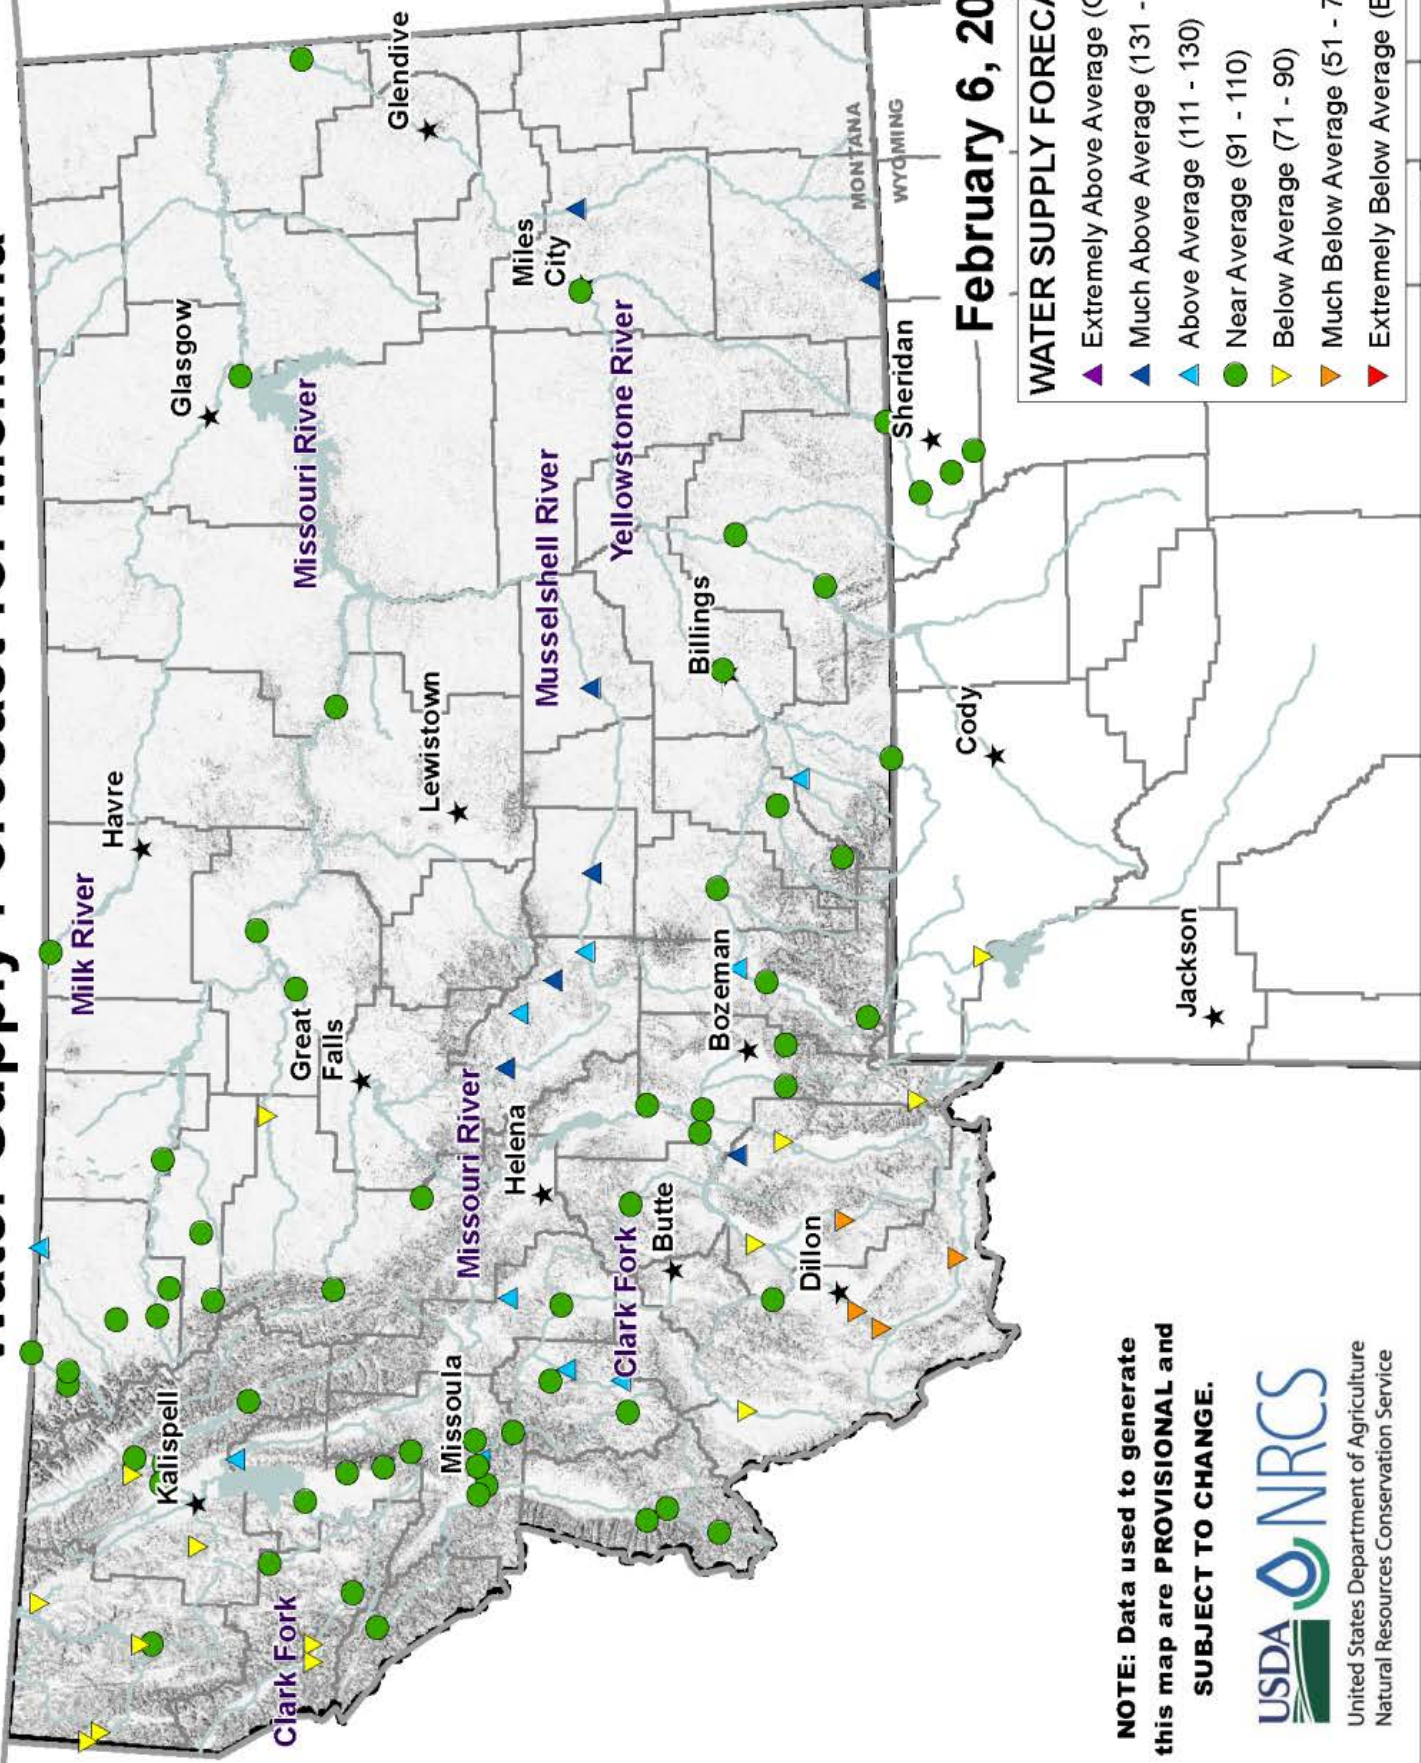 Glendive
Glasgow
Missouri River
Miles
City
Yellowstone River
MONTANA
WYOMING
February 6, 20
WATER SUPPLY FORECA
Extremely Above Average (
Much Above Average (131 -
Above Average (111 - 130)
Near Average (91 - 110)
Below Average (71 - 90)
Much Below Average (51 - 7
Extremely Below Average (
Sheridan
Musselshell River
Billings
Lewistown
Havre
Milk River
Cody
Great
Falls
Bozeman
Jackson
Missouri River
Helena
Butte
Clark Fork
Dillon
Missoula
Kalispell
Clark Fork
NOTE: Data used to generate
this map are PROVISIONAL and
SUBJECT TO CHANGE.
USDA NRCS
United States Department of Agriculture
Natural Resources Conservation Service